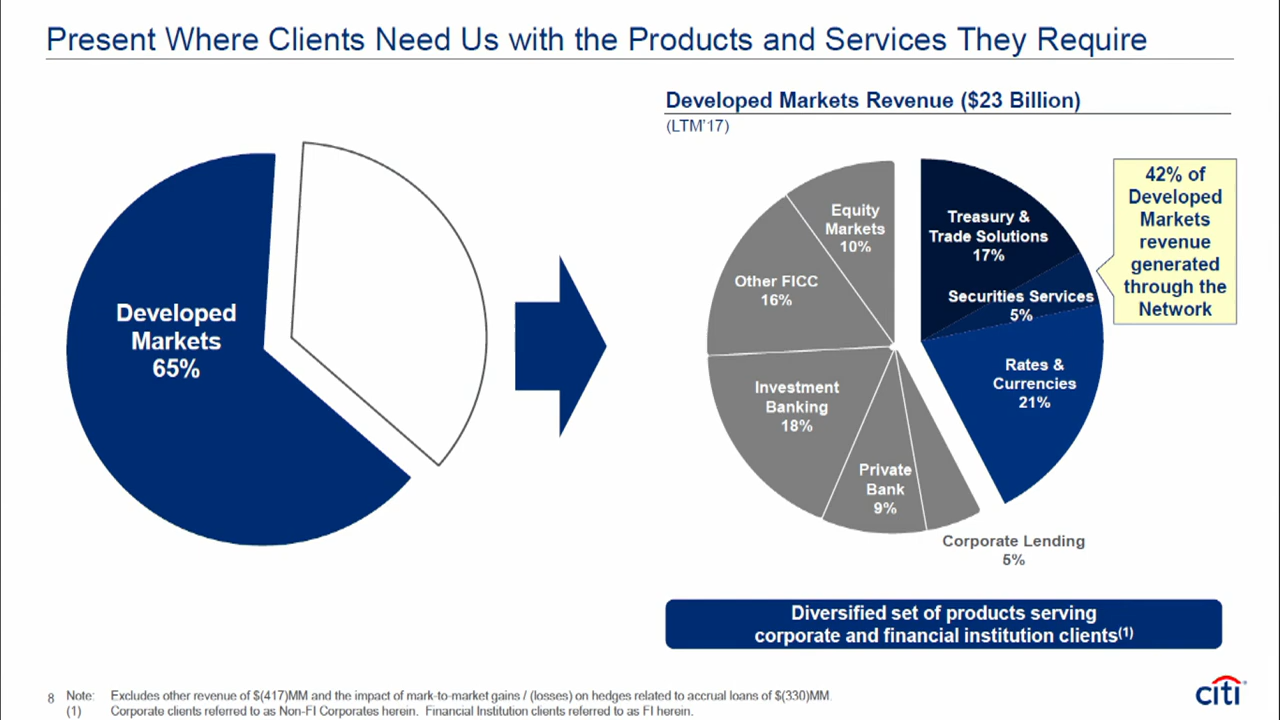 Present Where Clients Need Us with the Products and Services They Require
Developed Markets Revenue ($23 Billion)
(LTM'17)
Developed
Markets
65%
Equity
Markets
10%
Other FICC
16%
Investment
Banking
18%
Private
Bank
9%
Corporate Lending
5%
Treasury &
Trade Solutions
17%
Securities Services
5%
Rates &
Currencies
21%
42% of
Developed
Markets
revenue
generated
through the
Network
Diversified set of products serving
corporate and financial institution clients(1)
8 Note: Excludes other revenue of $(417)MM and the impact of mark-to-market gains / (losses) on hedges related to accrual loans of $(330)MM.
(1) Corporate clients referred to as Non-FI Corporates herein. Financial Institution clients referred to as FI herein.
citi